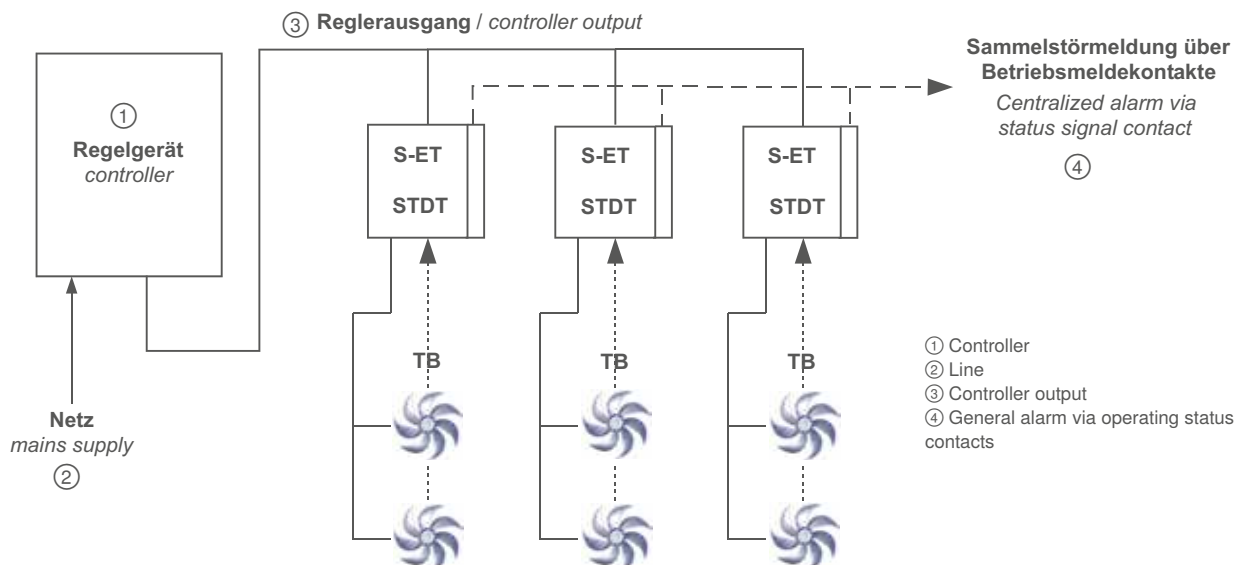 ③ Reglerausgang / controller output
① 
Regelgerät
controller
Sammelstörmeldung über
Betriebsmeldekontakte
Centralized alarm via
status signal contact
④
S-ET
STDT
S-ET
STDT
S-ET
STDT
TB
TB
TB
Netz
mains supply
②
① Controller
② Line
③ Controller output
④ General alarm via operating status
contacts